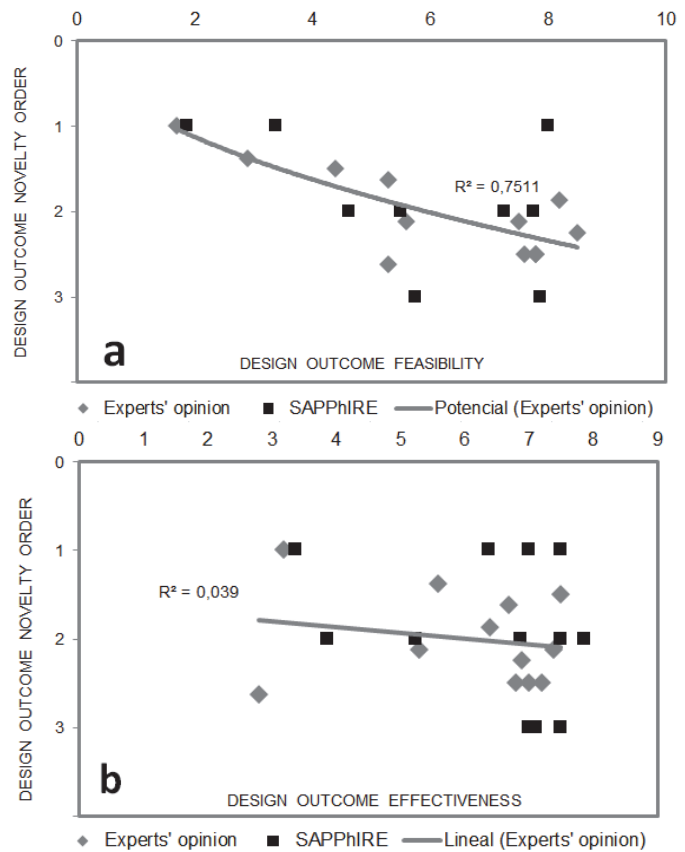 0 2 4 6 8 10
0
1
2
3
DESIGN OUTCOME NOVELTY ORDER
R² = 0,7511
a
DESIGN OUTCOME FEASIBILITY
Experts' opinion SAPPhIRE Potencial (Experts' opinion)
0 1 2 3 4 5 6 7 8 9
0
1
2
3
DESIGN OUTCOME NOVELTY ORDER
R² = 0,039
b
DESIGN OUTCOME EFFECTIVENESS
Experts' opinion SAPPhIRE Lineal (Experts' opinion)